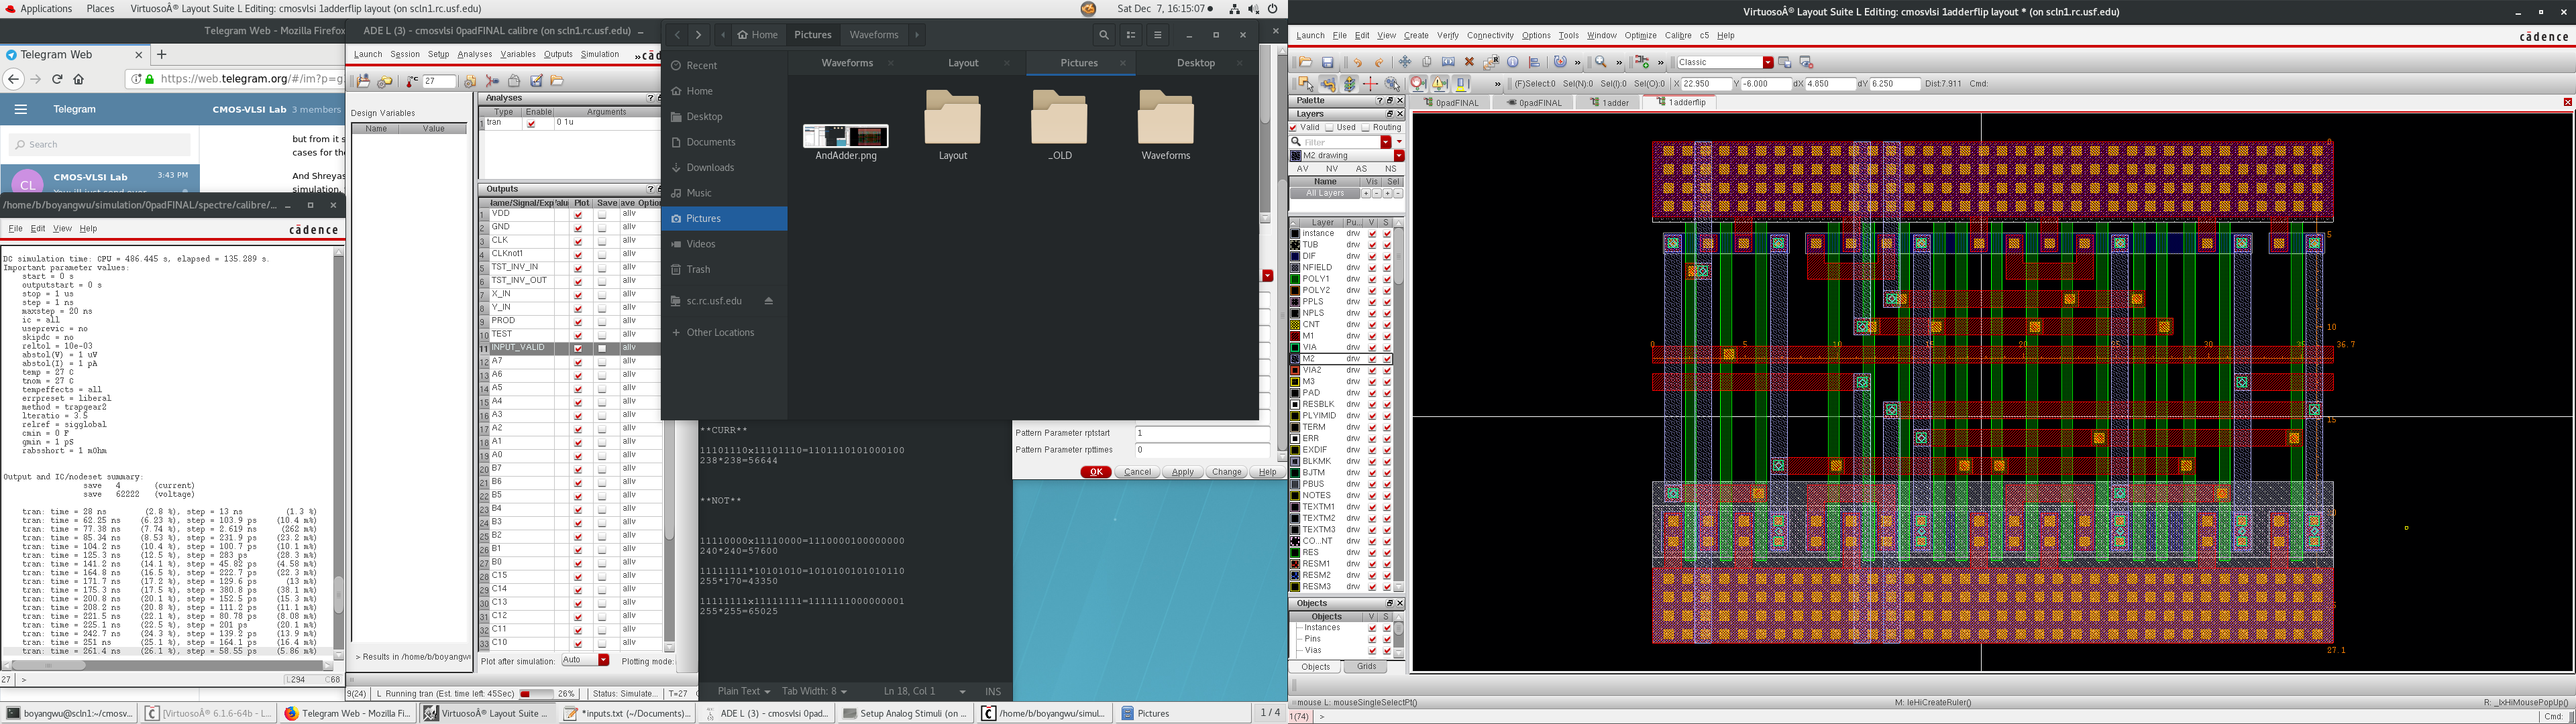 Applications Places VirtuosoÂ® Layout Suite L Editing: cmosvlsi 1adderflip layout (on scln1.rc.usf.edu) Sat Dec 7, 16:15:07
Telegram Web - Mozilla Firefox
Telegram Web
https://web.telegram.org/#/im?p=g
Telegram CMOS-VLSI Lab 3 members
Search
CL CMOS-VLSI Lab 3:43 PM
but from it s
cases for the
And Shreyas
simulation,
/home/b/boyangwu/simulation/0padFINAL/spectre/calibre/...
File Edit View Help cādence
DC simulation time: CPU = 486.445 s, elapsed = 135.289 s.
Important parameter values:
start = 0 s
outputstart = 0 s
stop = 1 us
step = 1 ns
maxstep = 20 ns
ic = all
useprevic = no
skipdc = no
reltol = 10e-03
abstol(V) = 1 uV
abstol(I) = 1 pA
temp = 27 C
tnom = 27 C
tempeffects = all
errpreset = liberal
method = trapgear2
lteratio = 3.5
relref = sigglobal
cmin = 0 F
gmin = 1 pS
rabsshort = 1 mOhm
Output and IC/nodeset summary:
save 4 (current)
save 62222 (voltage)
tran: time = 28 ns (2.8 %), step = 13 ns (1.3 %)
tran: time = 62.25 ns (6.23 %), step = 103.9 ps (10.4 m%)
tran: time = 77.38 ns (7.74 %), step = 2.619 ns (262 m%)
tran: time = 85.34 ns (8.53 %), step = 231.9 ps (23.2 m%)
tran: time = 104.2 ns (10.4 %), step = 100.7 ps (10.1 m%)
tran: time = 125.3 ns (12.5 %), step = 283 ps (28.3 m%)
tran: time = 141.2 ns (14.1 %), step = 45.82 ps (4.58 m%)
tran: time = 164.8 ns (16.5 %), step = 222.7 ps (22.3 m%)
tran: time = 171.7 ns (17.2 %), step = 129.6 ps (13 m%)
tran: time = 175.3 ns (17.5 %), step = 380.8 ps (38.1 m%)
tran: time = 200.8 ns (20.1 %), step = 152.5 ps (15.3 m%)
tran: time = 208.2 ns (20.8 %), step = 111.2 ps (11.1 m%)
tran: time = 221.5 ns (22.1 %), step = 80.78 ps (8.08 m%)
tran: time = 225.1 ns (22.5 %), step = 201 ps (20.1 m%)
tran: time = 242.7 ns (24.3 %), step = 139.2 ps (13.9 m%)
tran: time = 251 ns (25.1 %), step = 164.1 ps (16.4 m%)
tran: time = 261.4 ns (26.1 %), step = 58.55 ps (5.86 m%)
27 > L294 C68
ADE L (3) - cmosvlsi 0padFINAL calibre (on scln1.rc.usf.edu)
Launch Session Setup Analyses Variables Outputs Simulation » cād
27
Design Variables
Name Value
> Results in /home/b/boyangwu
Analyses
Type Enable Arguments
1 tran 0 1u
Outputs
Name/Signal/Exp Valu Plot Save ave Option
1 VDD allv
2 GND allv
3 CLK allv
4 CLKnot1 allv
5 TST_INV_IN allv
6 TST_INV_OUT allv
7 X_IN allv
8 Y_IN allv
9 PROD allv
10 TEST allv
11 INPUT_VALID allv
12 A7 allv
13 A6 allv
14 A5 allv
15 A4 allv
16 A3 allv
17 A2 allv
18 A1 allv
19 A0 allv
20 B7 allv
21 B6 allv
22 B5 allv
23 B4 allv
24 B3 allv
25 B2 allv
26 B1 allv
27 B0 allv
28 C15 allv
29 C14 allv
30 C13 allv
31 C12 allv
32 C11 allv
33 C10 allv
Plot after simulation: Auto Plotting mode:
9(24) L Running tran (Est. time left: 45Sec) 26% Status: Simulate... T=27 C
Home Pictures Waveforms
Recent
Home
Desktop
Documents
Downloads
Music
Pictures
Videos
Trash
sc.rc.usf.edu
Other Locations
Waveforms Layout Pictures Desktop
AndAdder.png Layout _OLD Waveforms
**CURR**
11101110x11101110=1101110101000100
238*238=56644
**NOT**
11110000x11110000=1110000100000000
240*240=57600
11111111*10101010=1010100101010110
255*170=43350
11111111x11111111=1111111000000001
255*255=65025
Plain Text Tab Width: 8 Ln 18, Col 1 INS
Pattern Parameter rptstart 1
Pattern Parameter rpttimes 0
OK Cancel Apply Change Help
boyangwu@scln1:~/cmosv... [VirtuosoÂ® 6.1.6-64b - L... Telegram Web - Mozilla Fi... VirtuosoÂ® Layout Suite ... *inputs.txt (~/Documents)... ADE L (3) - cmosvlsi 0pad... Setup Analog Stimuli (on ... /home/b/boyangwu/simul... Pictures 1 / 4
VirtuosoÂ® Layout Suite L Editing: cmosvlsi 1adderflip layout * (on scln1.rc.usf.edu)
Launch File Edit View Create Verify Connectivity Options Tools Window Optimize Calibre c5 Help cādence
Classic
(F)Select:0 Sel(N):0 Sel(I):0 Sel(O):0 X 22.950 Y -6.000 dX 4.850 dY 6.250 Dist:7.911 Cmd:
0padFINAL 0padFINAL 1adder 1adderflip
Palette
Layers
Valid Used Routing
Filter
M2 drawing
AV NV AS NS
Name Vis Sel
All Layers
Layer Pu... V S
instance drw
TUB drw
DIF drw
NFIELD drw
POLY1 drw
POLY2 drw
PPLS drw
NPLS drw
CNT drw
M1 drw
VIA drw
M2 drw
VIA2 drw
M3 drw
PAD drw
RESBLK drw
PLYIMID drw
TERM drw
ERR drw
EXDIF drw
BLKMK drw
BJTM drw
PBUS drw
NOTES drw
TEXTM1 drw
TEXTM2 drw
TEXTM3 drw
CO...NT drw
RES drw
RESM1 drw
RESM2 drw
RESM3 drw
Objects
Objects V S
Instances
Pins
Vias
Objects Grids
0
5
10
0 5 10 15 20 25 30 36.7
15
27.1
mouse L: mouseSingleSelectPt() M: leHiCreateRuler() R: _lxHiMousePopUp()
1(74) > Cmd: